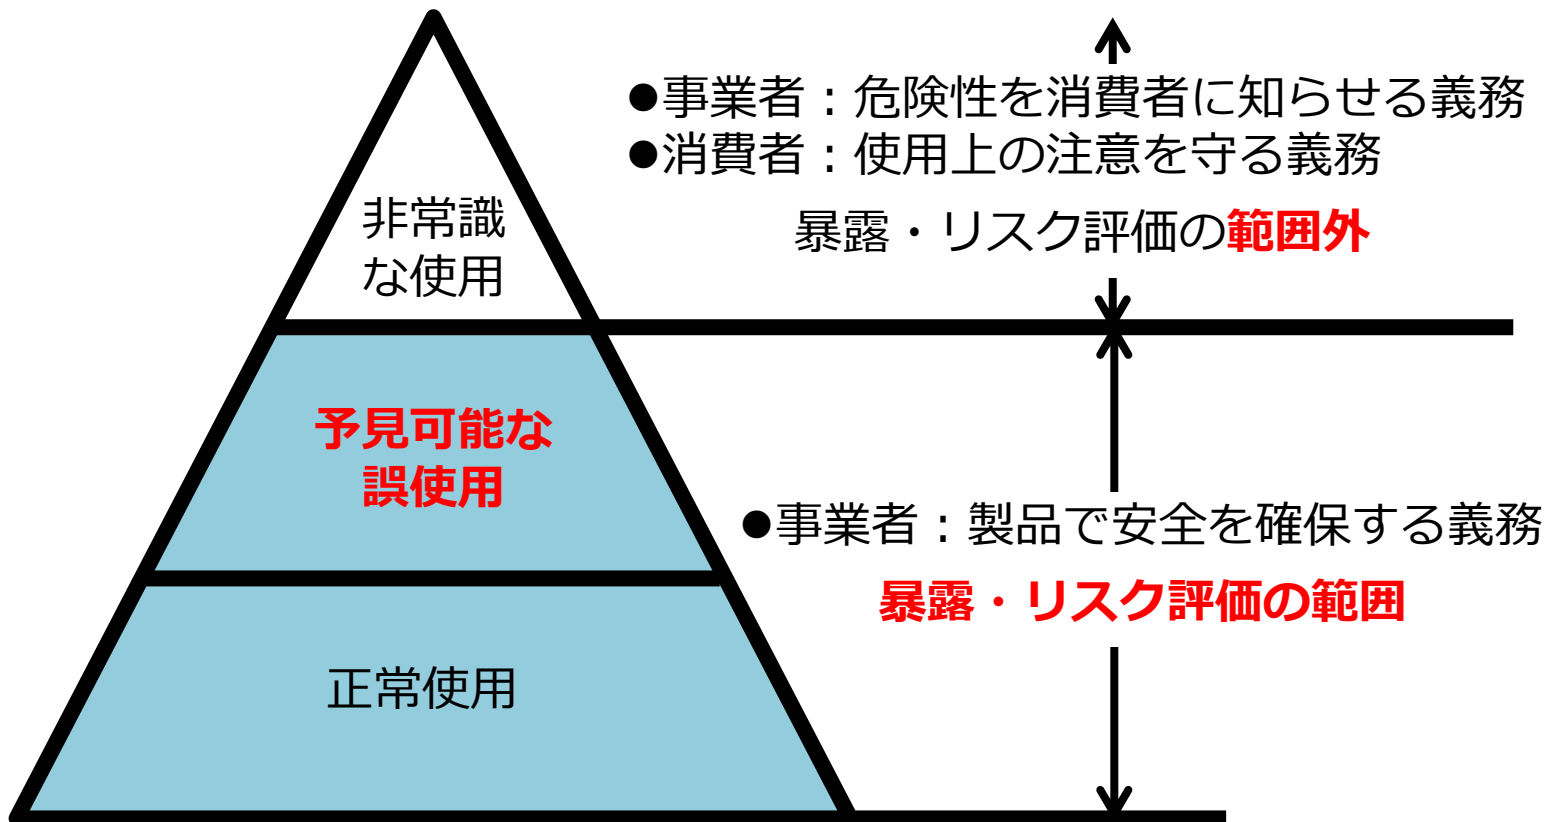 ●事業者：危険性を消費者に知らせる義務
●消費者：使用上の注意を守る義務
暴露・リスク評価の範囲外
非常識
な使用
予見可能な
誤使用
●事業者：製品で安全を確保する義務
暴露・リスク評価の範囲
正常使用